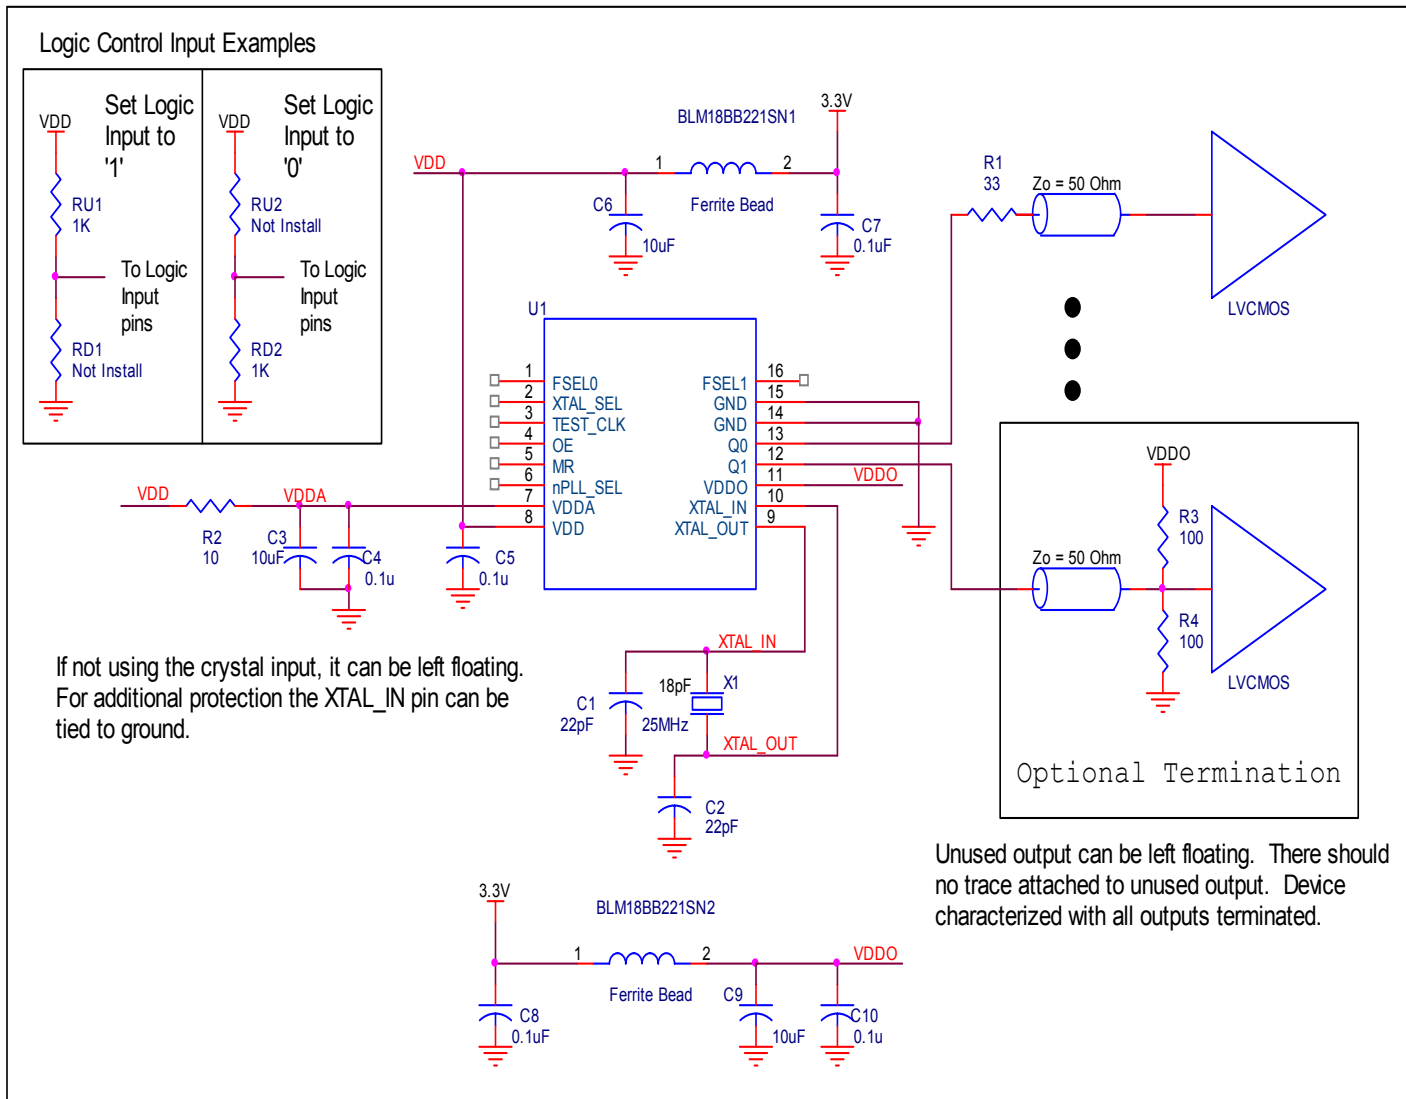 Logic Control Input Examples
VDD
Set Logic
Input to
'1'
RU1
1K
To Logic
Input
pins
RD1
Not Install
VDD
Set Logic
Input to
'0'
RU2
Not Install
To Logic
Input
pins
RD2
1K
VDD
BLM18BB221SN1
1
2
Ferrite Bead
3.3V
C6
10uF
C7
0.1uF
R1
33
Zo = 50 Ohm
LVCMOS
U1
1
FSEL0
2
XTAL_SEL
3
TEST_CLK
4
OE
5
MR
6
nPLL_SEL
7
VDDA
8
VDD
16
FSEL1
15
GND
14
GND
13
Q0
12
Q1
11
VDDO
VDDO
10
XTAL_IN
9
XTAL_OUT
VDD
R2
10
VDDA
C3
10uF
C4
0.1u
C5
0.1u
VDDO
R3
100
Zo = 50 Ohm
R4
100
LVCMOS
Optional Termination
If not using the crystal input, it can be left floating.
For additional protection the XTAL_IN pin can be
tied to ground.
XTAL_IN
C1
22pF
18pF
X1
25MHz
XTAL_OUT
C2
22pF
Unused output can be left floating. There should
no trace attached to unused output. Device
characterized with all outputs terminated.
3.3V
BLM18BB221SN2
1
2
Ferrite Bead
VDDO
C8
0.1uF
C9
10uF
C10
0.1u